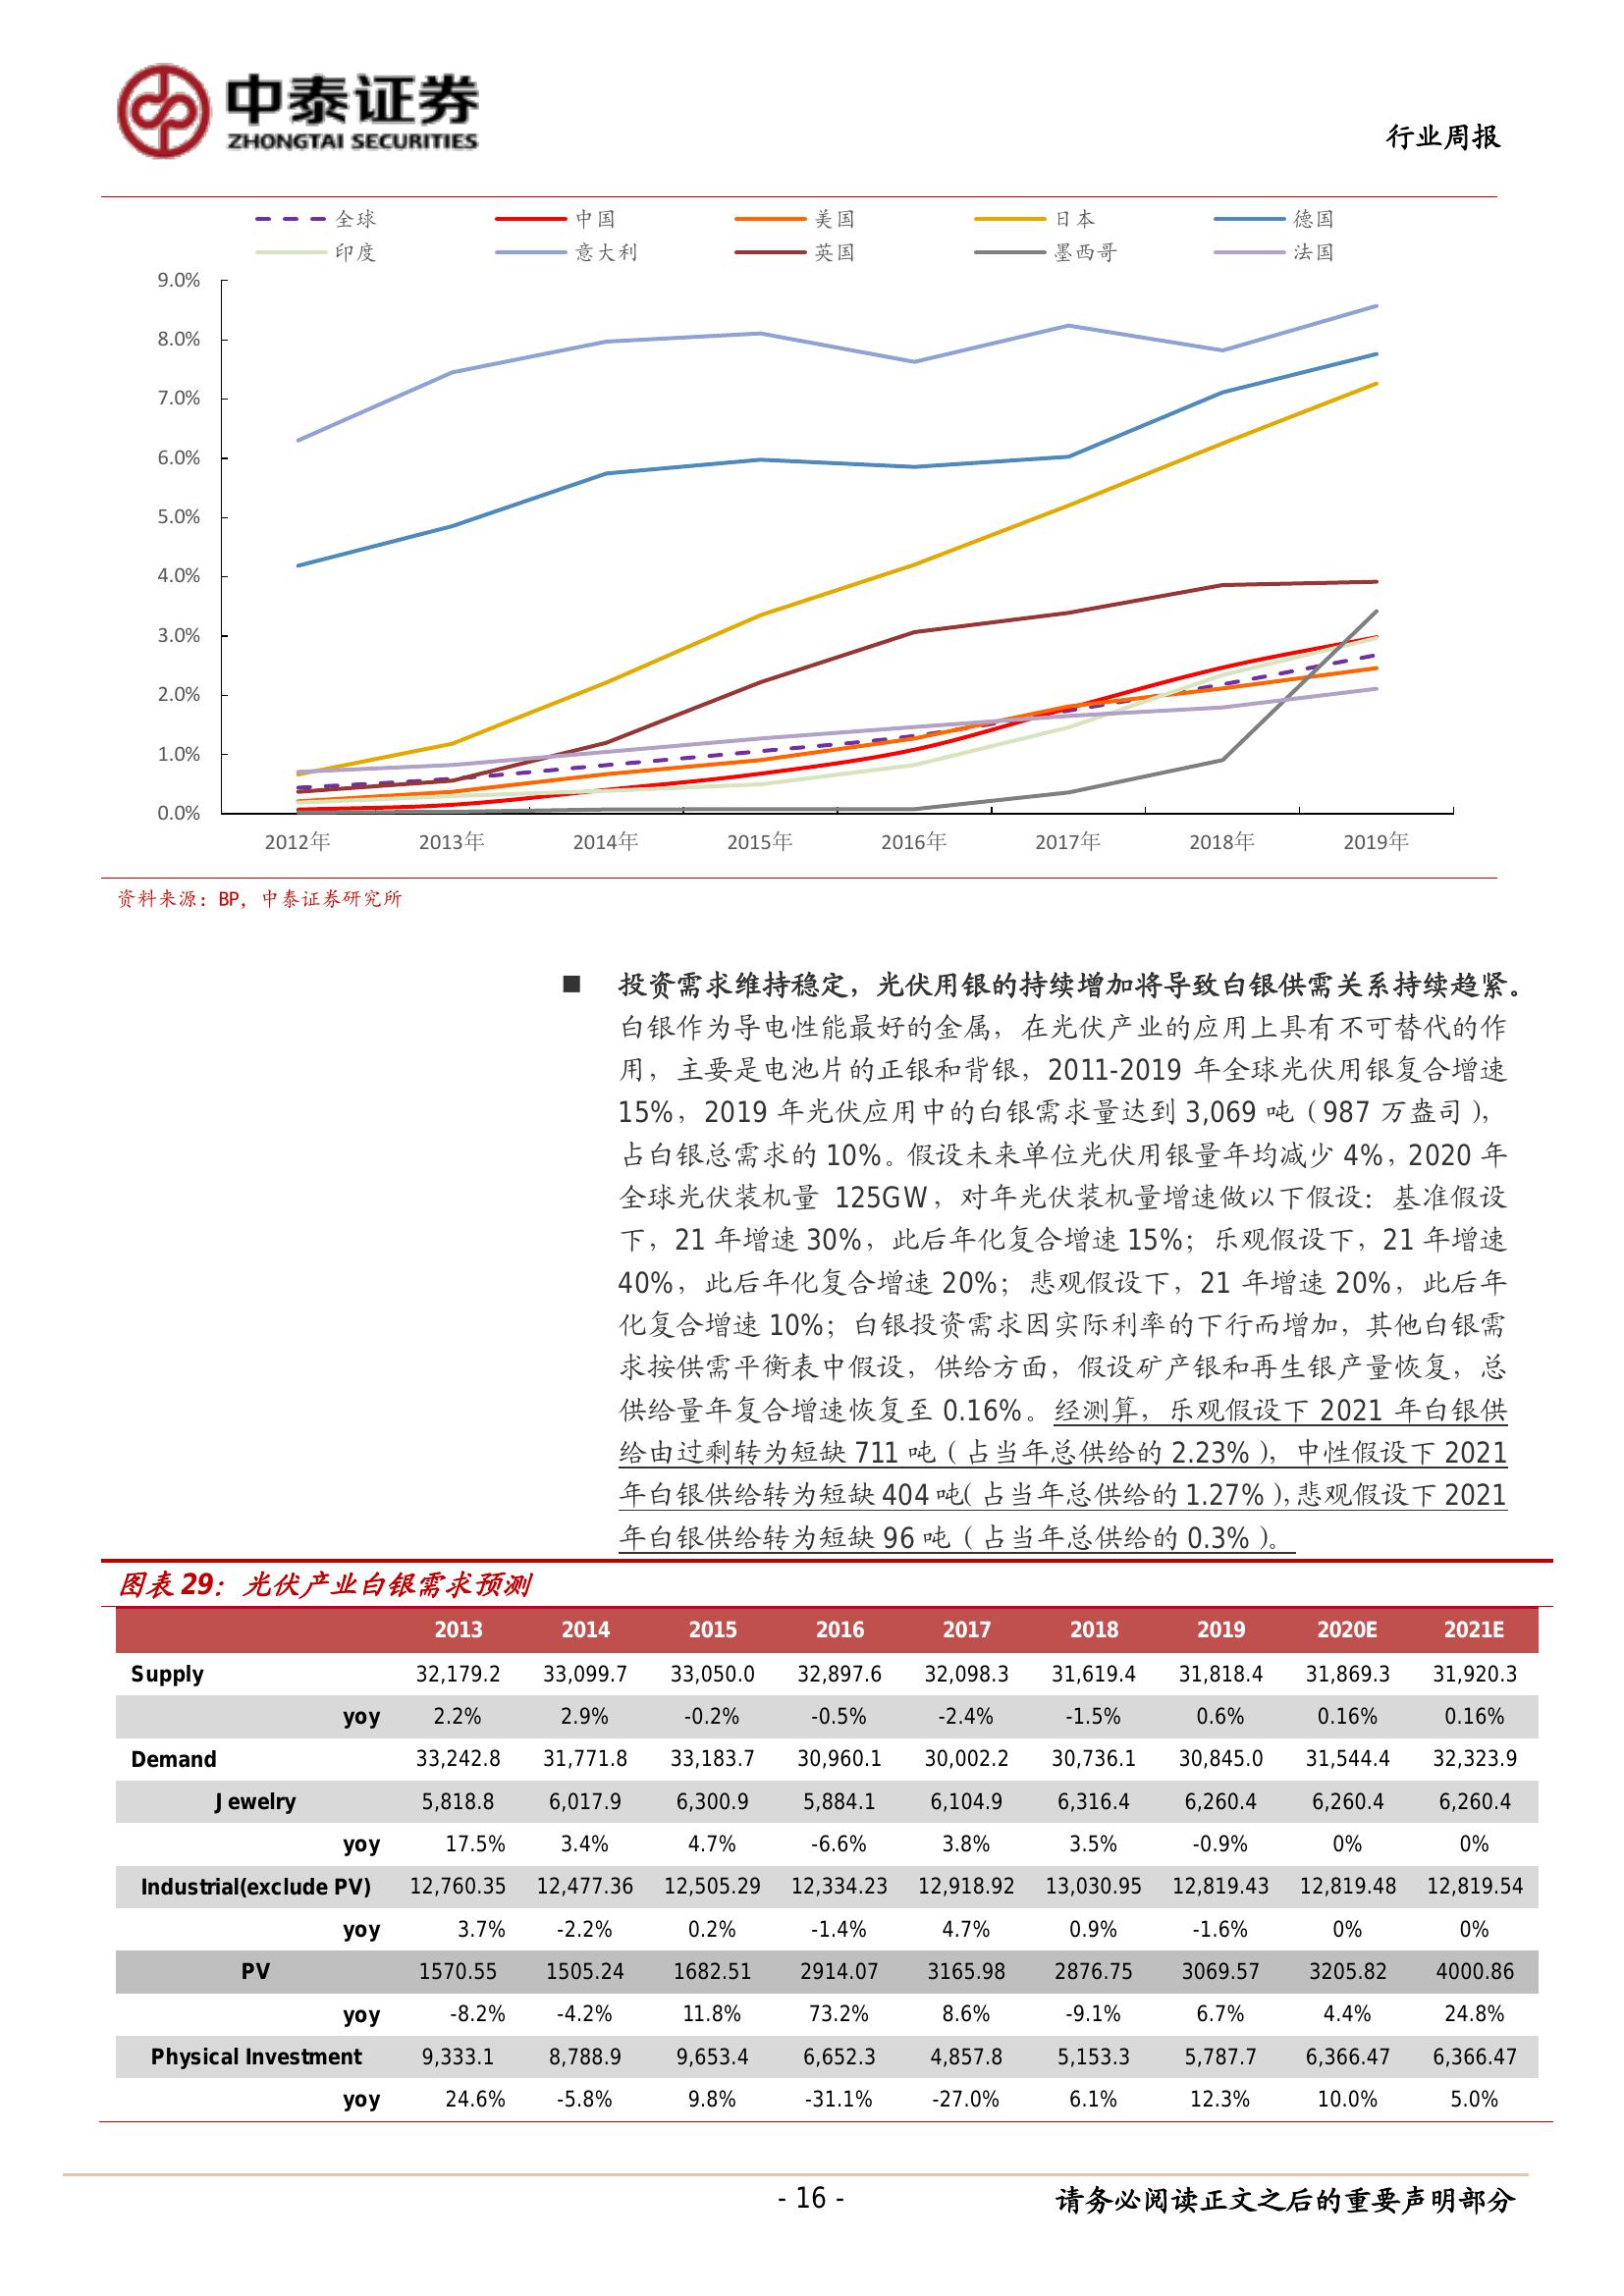 中泰证券
ZHONGTAI SECURITIES
行业周报
全球 中国 美国 日本 德国
印度 意大利 英国 墨西哥 法国
9.0%
8.0%
7.0%
6.0%
5.0%
4.0%
3.0%
2.0%
1.0%
0.0%
2012年 2013年 2014年 2015年 2016年 2017年 2018年 2019年
资料来源：BP，中泰证券研究所
■ 投资需求维持稳定，光伏用银的持续增加将导致白银供需关系持续趋紧。
白银作为导电性能最好的金属，在光伏产业的应用上具有不可替代的作
用，主要是电池片的正银和背银，2011-2019 年全球光伏用银复合增速
15%，2019 年光伏应用中的白银需求量达到 3,069 吨（987 万盎司），
占白银总需求的 10%。假设未来单位光伏用银量年均减少 4%，2020 年
全球光伏装机量 125GW，对年光伏装机量增速做以下假设：基准假设
下，21 年增速 30%，此后年化复合增速 15%；乐观假设下，21 年增速
40%，此后年化复合增速 20%；悲观假设下，21 年增速 20%，此后年
化复合增速 10%；白银投资需求因实际利率的下行而增加，其他白银需
求按供需平衡表中假设，供给方面，假设矿产银和再生银产量恢复，总
供给量年复合增速恢复至 0.16%。经测算，乐观假设下 2021 年白银供
给由过剩转为短缺 711 吨（占当年总供给的 2.23%），中性假设下 2021
年白银供给转为短缺 404 吨（占当年总供给的 1.27%），悲观假设下 2021
年白银供给转为短缺 96 吨（占当年总供给的 0.3%）。
图表 29：光伏产业白银需求预测
2013 2014 2015 2016 2017 2018 2019 2020E 2021E
Supply 32,179.2 33,099.7 33,050.0 32,897.6 32,098.3 31,619.4 31,818.4 31,869.3 31,920.3
yoy 2.2% 2.9% -0.2% -0.5% -2.4% -1.5% 0.6% 0.16% 0.16%
Demand 33,242.8 31,771.8 33,183.7 30,960.1 30,002.2 30,736.1 30,845.0 31,544.4 32,323.9
Jewelry 5,818.8 6,017.9 6,300.9 5,884.1 6,104.9 6,316.4 6,260.4 6,260.4 6,260.4
yoy 17.5% 3.4% 4.7% -6.6% 3.8% 3.5% -0.9% 0% 0%
Industrial(exclude PV) 12,760.35 12,477.36 12,505.29 12,334.23 12,918.92 13,030.95 12,819.43 12,819.48 12,819.54
yoy 3.7% -2.2% 0.2% -1.4% 4.7% 0.9% -1.6% 0% 0%
PV 1570.55 1505.24 1682.51 2914.07 3165.98 2876.75 3069.57 3205.82 4000.86
yoy -8.2% -4.2% 11.8% 73.2% 8.6% -9.1% 6.7% 4.4% 24.8%
Physical Investment 9,333.1 8,788.9 9,653.4 6,652.3 4,857.8 5,153.3 5,787.7 6,366.47 6,366.47
yoy 24.6% -5.8% 9.8% -31.1% -27.0% 6.1% 12.3% 10.0% 5.0%
- 16 - 请务必阅读正文之后的重要声明部分